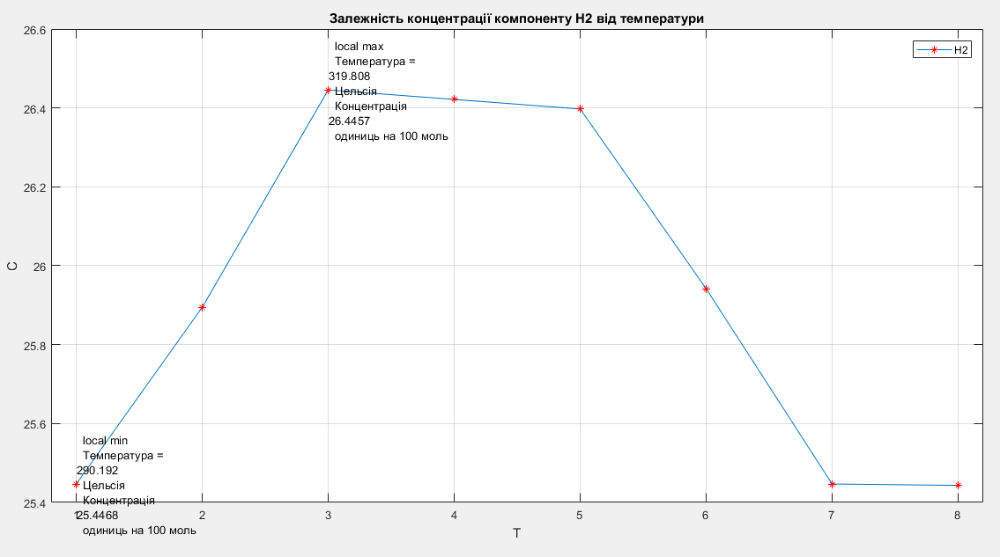 Залежність концентрації компоненту H2 від температури
26.6
26.4
26.2
26
25.8
25.6
25.4
C
H2
local max
Температура =
319.808
Цельсія
Концентрація
26.4457
одиниць на 100 моль
local min
Температура =
290.192
Цельсія
Концентрація
25.4468
одиниць на 100 моль
1 2 3 4 5 6 7 8
T